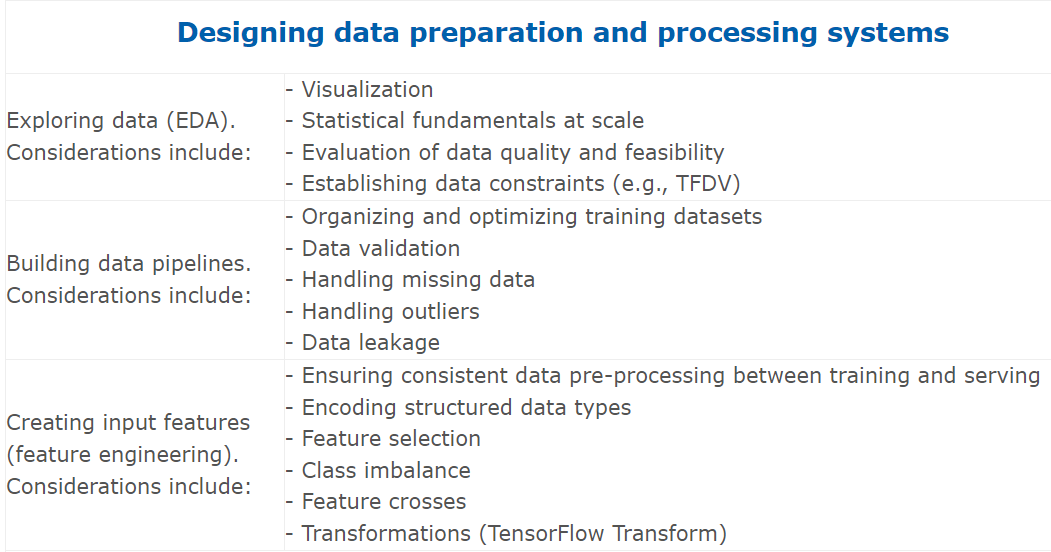 Designing data preparation and processing systems
Exploring data (EDA).
Considerations include:
- Visualization
- Statistical fundamentals at scale
- Evaluation of data quality and feasibility
- Establishing data constraints (e.g., TFDV)
Building data pipelines.
Considerations include:
- Organizing and optimizing training datasets
- Data validation
- Handling missing data
- Handling outliers
- Data leakage
Creating input features
(feature engineering).
Considerations include:
- Ensuring consistent data pre-processing between training and serving
- Encoding structured data types
- Feature selection
- Class imbalance
- Feature crosses
- Transformations (TensorFlow Transform)